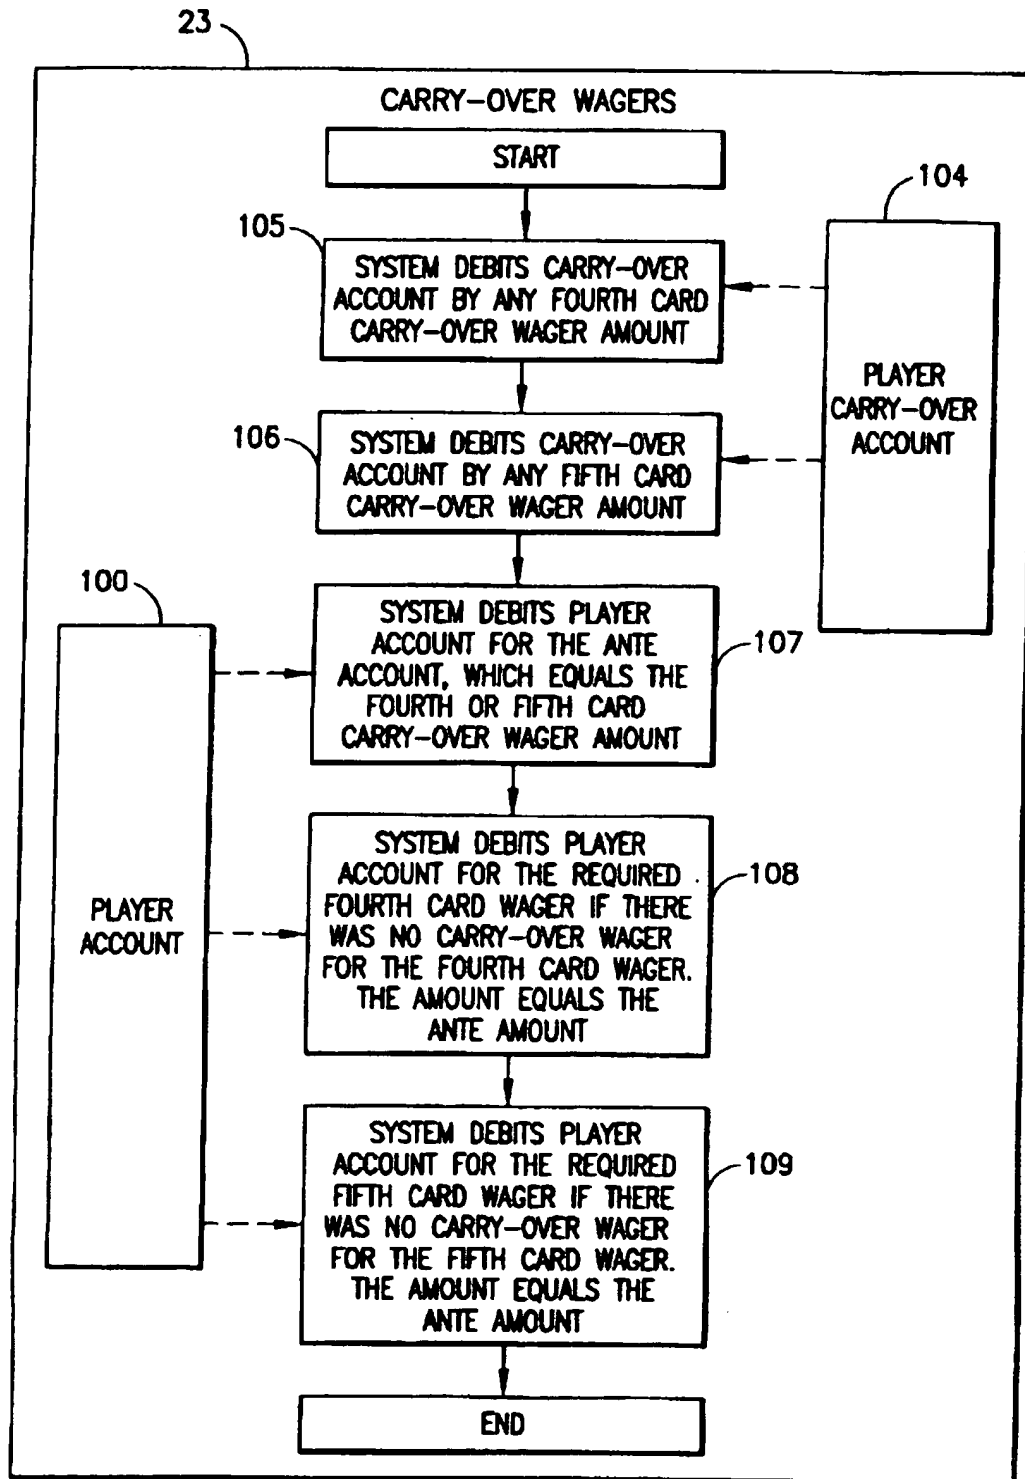 23
CARRY-OVER WAGERS
START
104
105
SYSTEM DEBITS CARRY-OVER
ACCOUNT BY ANY FOURTH CARD
CARRY-OVER WAGER AMOUNT
PLAYER
CARRY-OVER
ACCOUNT
106
SYSTEM DEBITS CARRY-OVER
ACCOUNT BY ANY FIFTH CARD
CARRY-OVER WAGER AMOUNT
100
SYSTEM DEBITS PLAYER
ACCOUNT FOR THE ANTE
ACCOUNT, WHICH EQUALS THE
FOURTH OR FIFTH CARD
CARRY-OVER WAGER AMOUNT
107
PLAYER
ACCOUNT
SYSTEM DEBITS PLAYER
ACCOUNT FOR THE REQUIRED
FOURTH CARD WAGER IF THERE
WAS NO CARRY-OVER WAGER
FOR THE FOURTH CARD WAGER.
THE AMOUNT EQUALS THE
ANTE AMOUNT
108
SYSTEM DEBITS PLAYER
ACCOUNT FOR THE REQUIRED
FIFTH CARD WAGER IF THERE
WAS NO CARRY-OVER WAGER
FOR THE FIFTH CARD WAGER.
THE AMOUNT EQUALS THE
ANTE AMOUNT
109
END